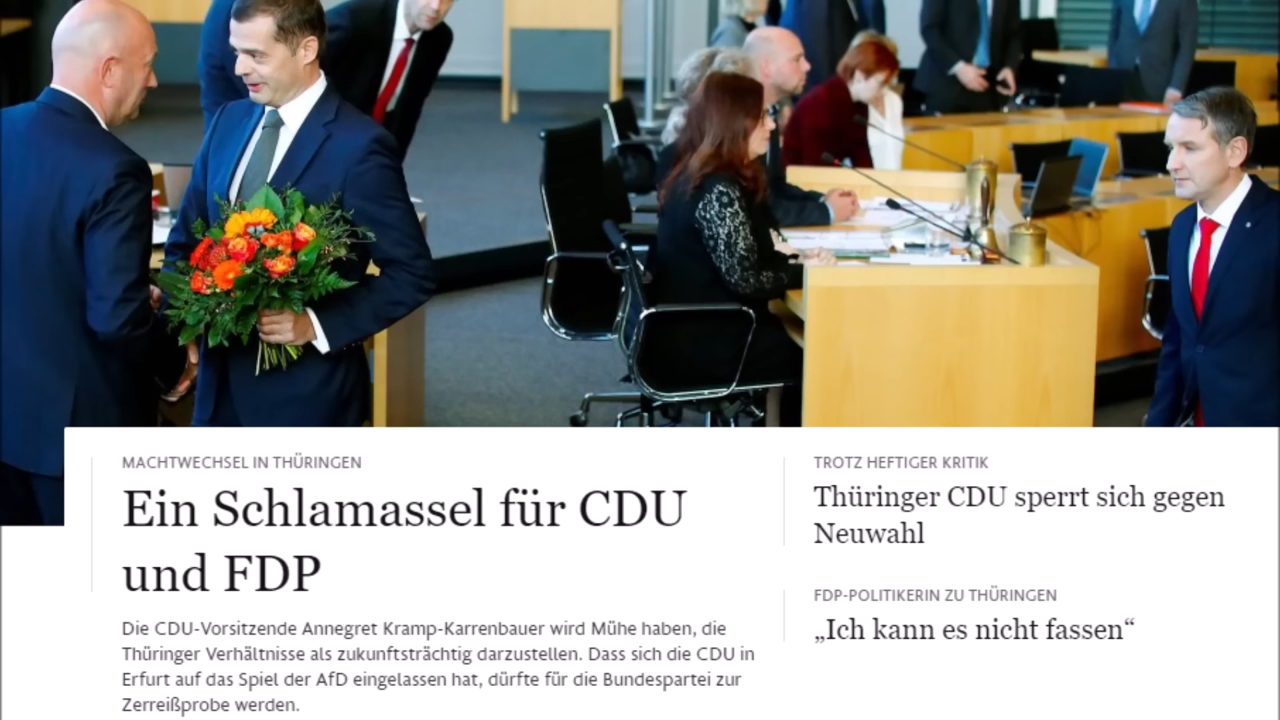 MACHTWECHSEL IN THÜRINGEN
Ein Schlamassel für CDU
und FDP
Die CDU-Vorsitzende Annegret Kramp-Karrenbauer wird Mühe haben, die
Thüringer Verhältnisse als zukunftsträchtig darzustellen. Dass sich die CDU in
Erfurt auf das Spiel der AfD eingelassen hat, dürfte für die Bundespartei zur
Zerreißprobe werden.
TROTZ HEFTIGER KRITIK
Thüringer CDU sperrt sich gegen
Neuwahl
FDP-POLITIKERIN ZU THÜRINGEN
„Ich kann es nicht fassen“